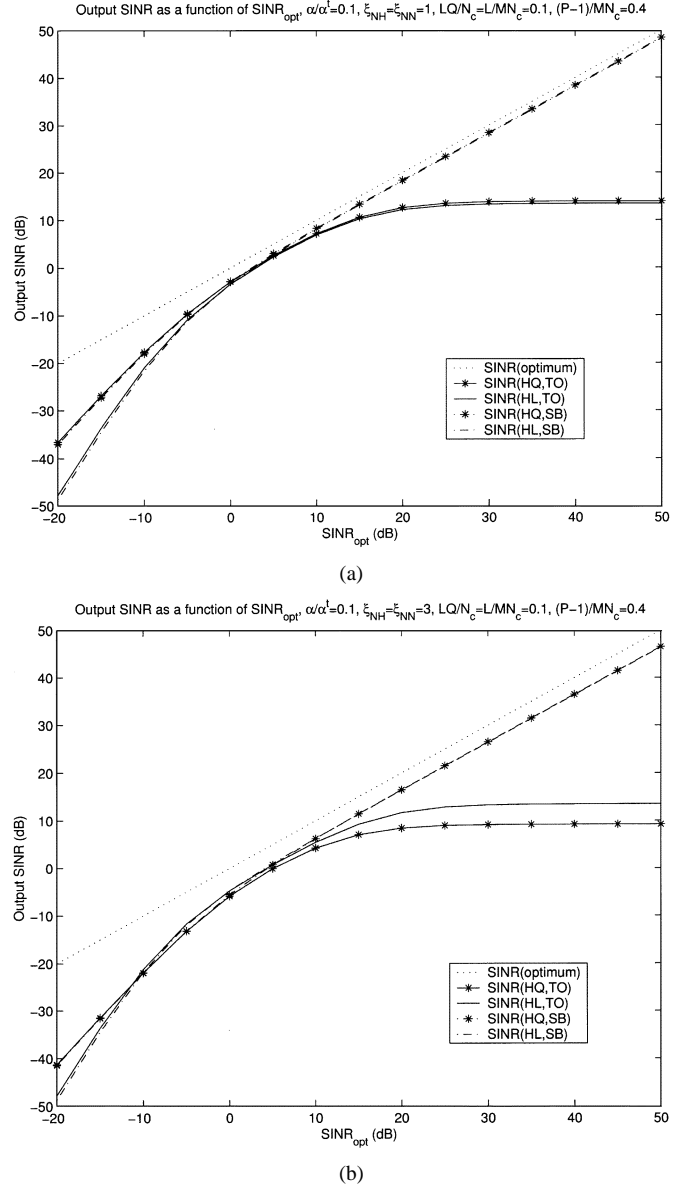 Output SINR as a function of SINR_opt, α/α^t=0.1, ξ_NH=ξ_NN=1, LQ/N_c=L/MN_c=0.1, (P−1)/MN_c=0.4
50
40
30
20
10
0
−10
−20
−30
−40
−50
Output SINR (dB)
SINR(optimum)
SINR(HQ,TO)
SINR(HL,TO)
SINR(HQ,SB)
SINR(HL,SB)
−20 −10 0 10 20 30 40 50
SINR_opt (dB)
(a)
Output SINR as a function of SINR_opt, α/α^t=0.1, ξ_NH=ξ_NN=3, LQ/N_c=L/MN_c=0.1, (P−1)/MN_c=0.4
50
40
30
20
10
0
−10
−20
−30
−40
−50
Output SINR (dB)
SINR(optimum)
SINR(HQ,TO)
SINR(HL,TO)
SINR(HQ,SB)
SINR(HL,SB)
−20 −10 0 10 20 30 40 50
SINR_opt (dB)
(b)